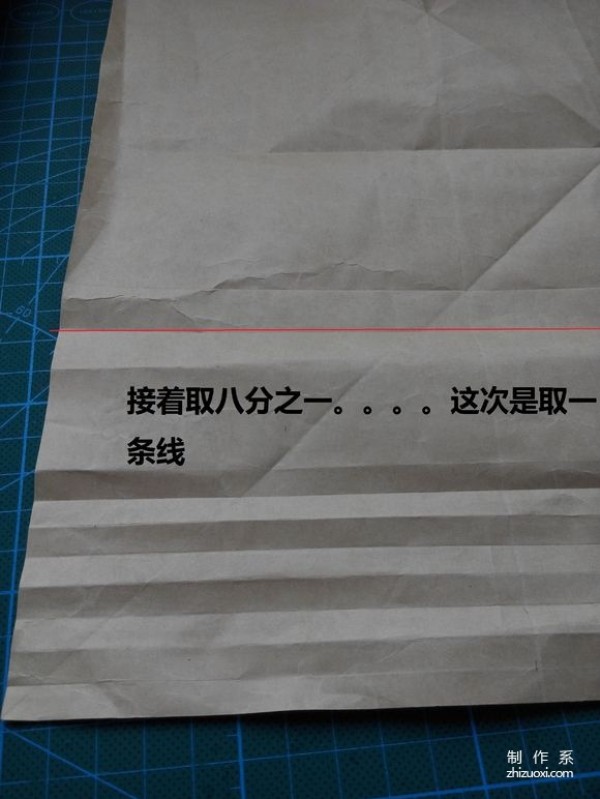 接着取八分之一。。。。这次是取一
条线
制作系
zhizuoxi.com